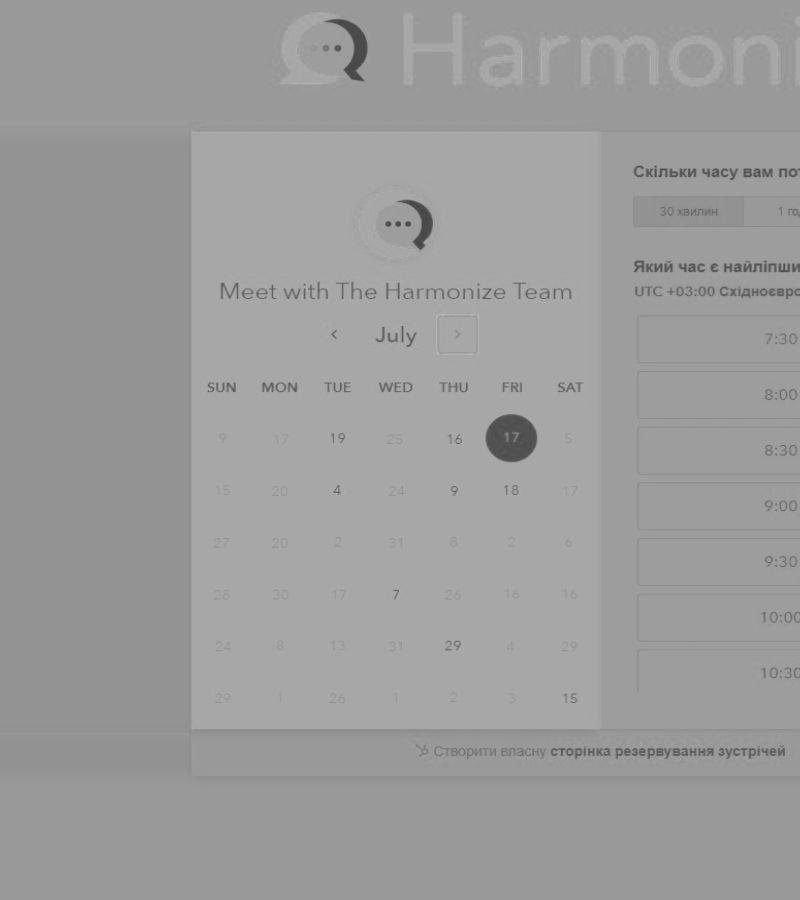 Harmoni
Meet with The Harmonize Team
July
SUN MON TUE WED THU FRI SAT
9 17 19 25 16 17 5
15 20 4 24 9 18 17
27 20 2 31 8 2 6
28 30 17 7 26 16 16
24 8 13 31 29 4 29
29 1 26 1 2 3 15
Скільки часу вам пот
30 хвилин 1 го
Який час є найліпши
UTC +03:00 Східноєвро
7:30
8:00
8:30
9:00
9:30
10:00
10:30
Створити власну сторінка резервування зустрічей